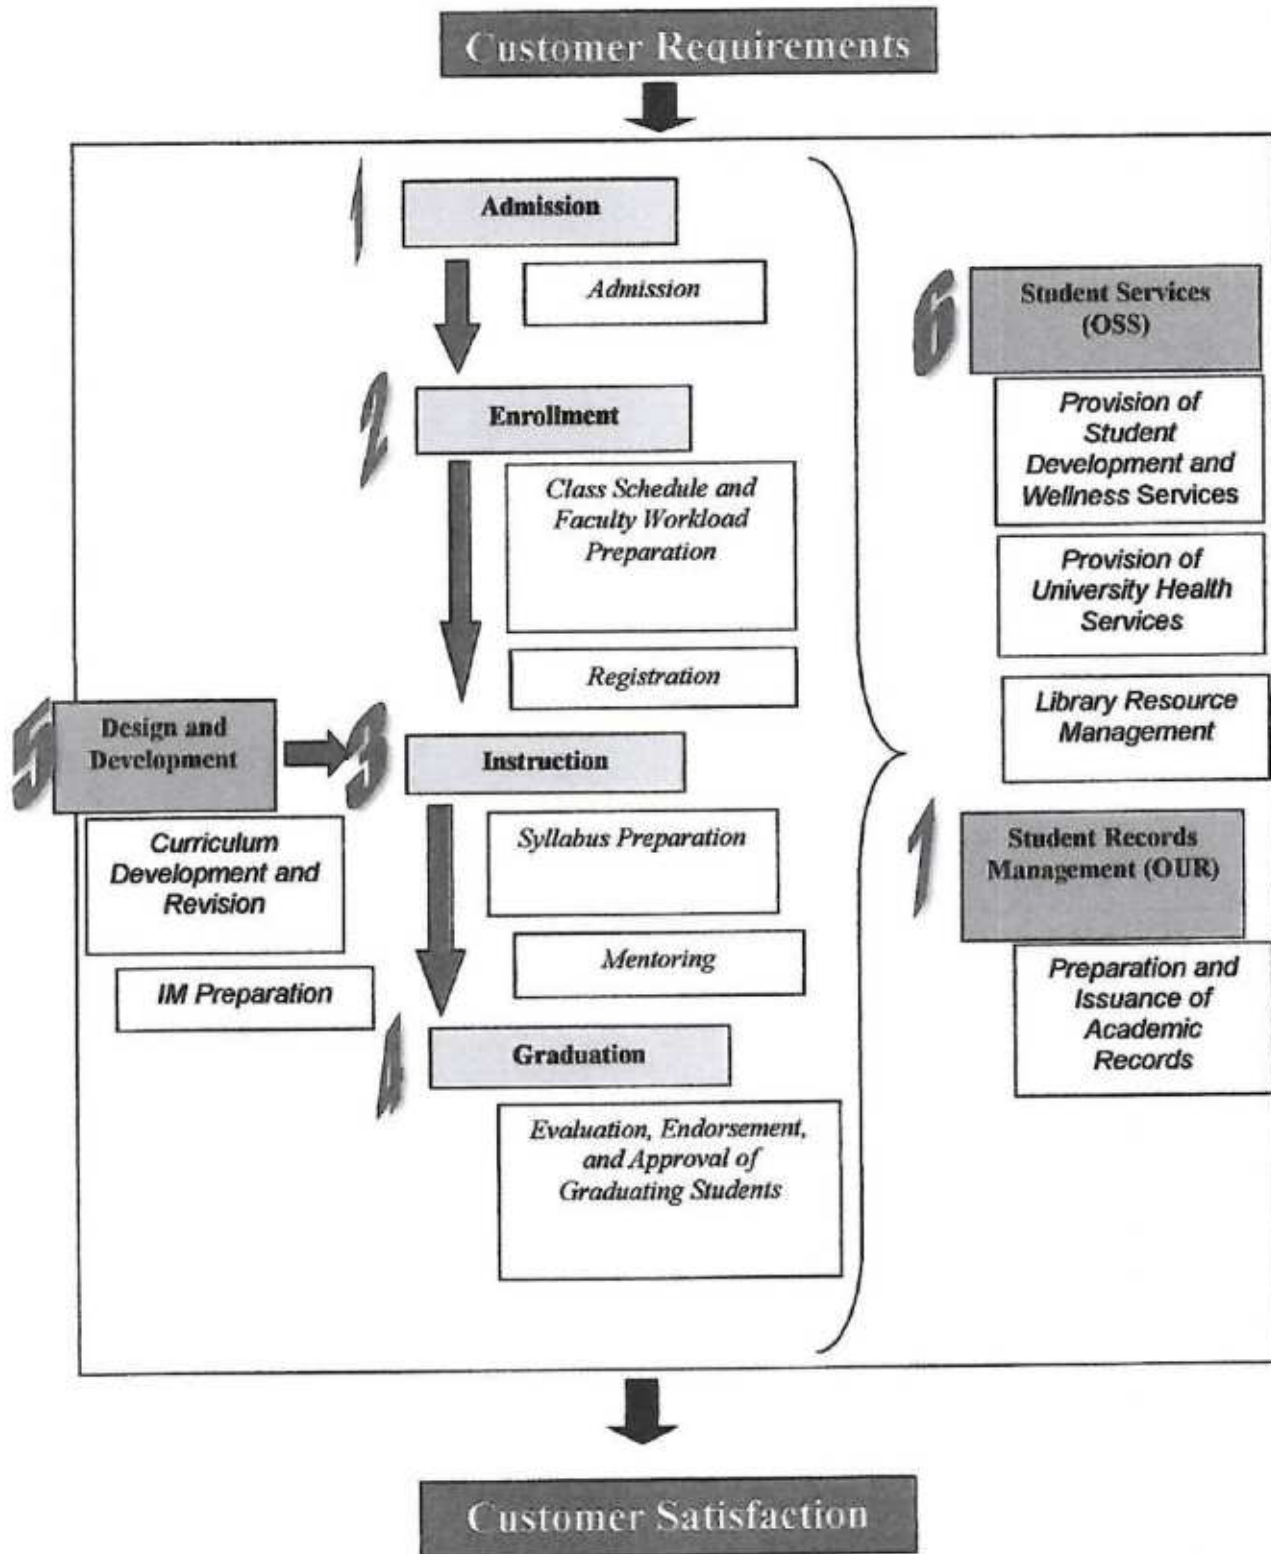 Customer Requirements
1
Admission
Admission
2
Enrollment
Class Schedule and
Faculty Workload
Preparation
Registration
5
Design and
Development
Curriculum
Development and
Revision
IM Preparation
3
Instruction
Syllabus Preparation
Mentoring
4
Graduation
Evaluation, Endorsement,
and Approval of
Graduating Students
6
Student Services
(OSS)
Provision of
Student
Development and
Wellness Services
Provision of
University Health
Services
Library Resource
Management
7
Student Records
Management (OUR)
Preparation and
Issuance of
Academic
Records
Customer Satisfaction